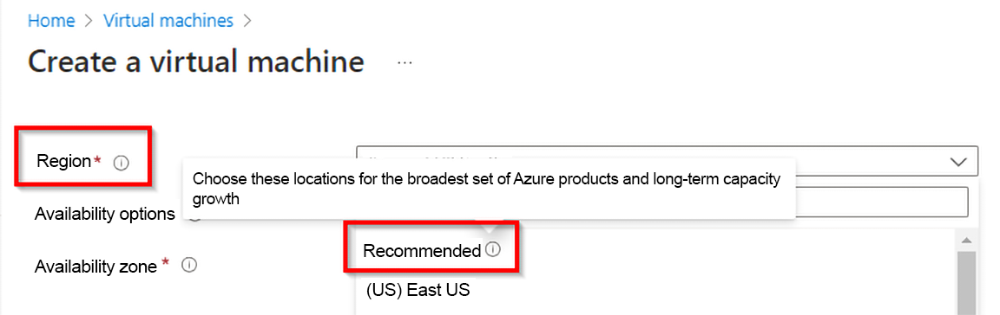 Home > Virtual machines >
Create a virtual machine ...
Region* ⓘ
Choose these locations for the broadest set of Azure products and long-term capacity
growth
Availability options
Recommended ⓘ
Availability zone * ⓘ
(US) East US